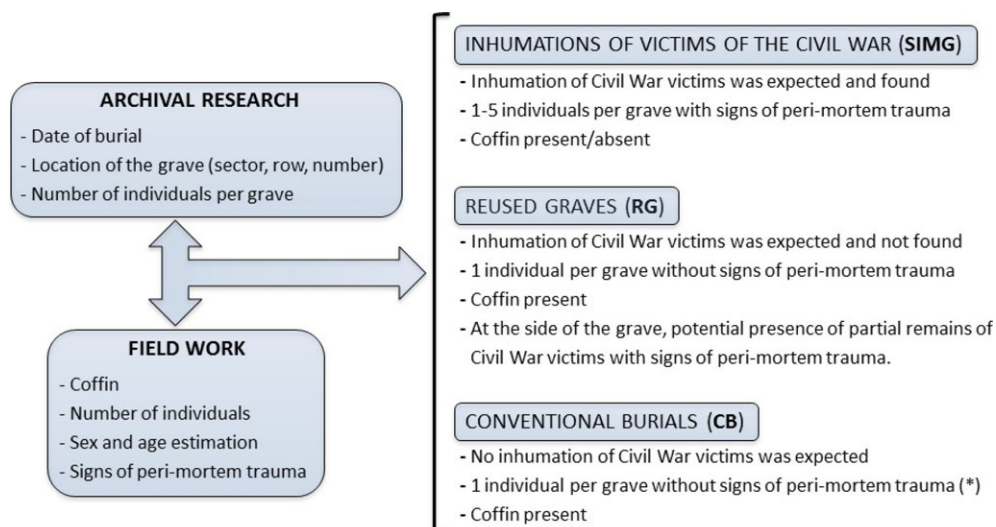 ARCHIVAL RESEARCH
- Date of burial
- Location of the grave (sector, row, number)
- Number of individuals per grave
FIELD WORK
- Coffin
- Number of individuals
- Sex and age estimation
- Signs of peri-mortem trauma
INHUMATIONS OF VICTIMS OF THE CIVIL WAR (SIMG)
- Inhumation of Civil War victims was expected and found
- 1-5 individuals per grave with signs of peri-mortem trauma
- Coffin present/absent
REUSED GRAVES (RG)
- Inhumation of Civil War victims was expected and not found
- 1 individual per grave without signs of peri-mortem trauma
- Coffin present
- At the side of the grave, potential presence of partial remains of
Civil War victims with signs of peri-mortem trauma.
CONVENTIONAL BURIALS (CB)
- No inhumation of Civil War victims was expected
- 1 individual per grave without signs of peri-mortem trauma (*)
- Coffin present